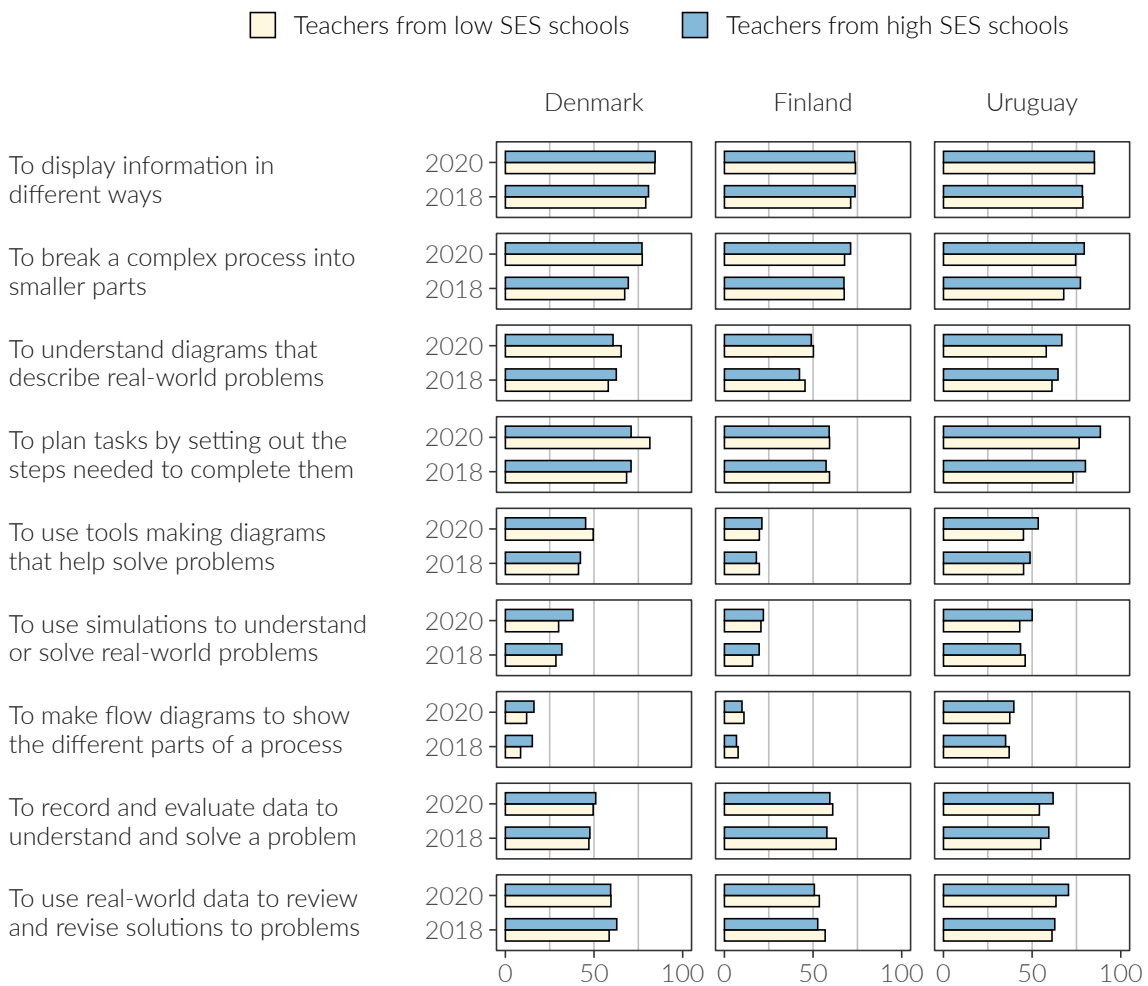 Teachers from low SES schools Teachers from high SES schools
Denmark Finland Uruguay
To display information in
different ways
2020
2018
To break a complex process into
smaller parts
2020
2018
To understand diagrams that
describe real-world problems
2020
2018
To plan tasks by setting out the
steps needed to complete them
2020
2018
To use tools making diagrams
that help solve problems
2020
2018
To use simulations to understand
or solve real-world problems
2020
2018
To make flow diagrams to show
the different parts of a process
2020
2018
To record and evaluate data to
understand and solve a problem
2020
2018
To use real-world data to review
and revise solutions to problems
2020
2018
0 50 100 0 50 100 0 50 100